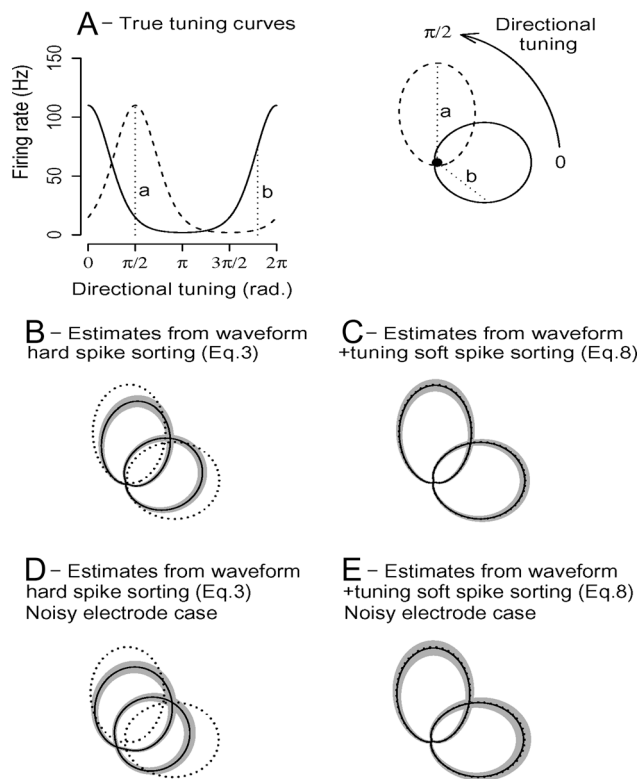 A – True tuning curves
Firing rate (Hz)
150
100
50
0
a
b
0
π/2
π
3π/2
2π
Directional tuning (rad.)
Directional
tuning
π/2
a
b
0
B – Estimates from waveform
hard spike sorting (Eq.3)
C – Estimates from waveform
+tuning soft spike sorting (Eq.8)
D – Estimates from waveform
hard spike sorting (Eq.3)
Noisy electrode case
E – Estimates from waveform
+tuning soft spike sorting (Eq.8)
Noisy electrode case